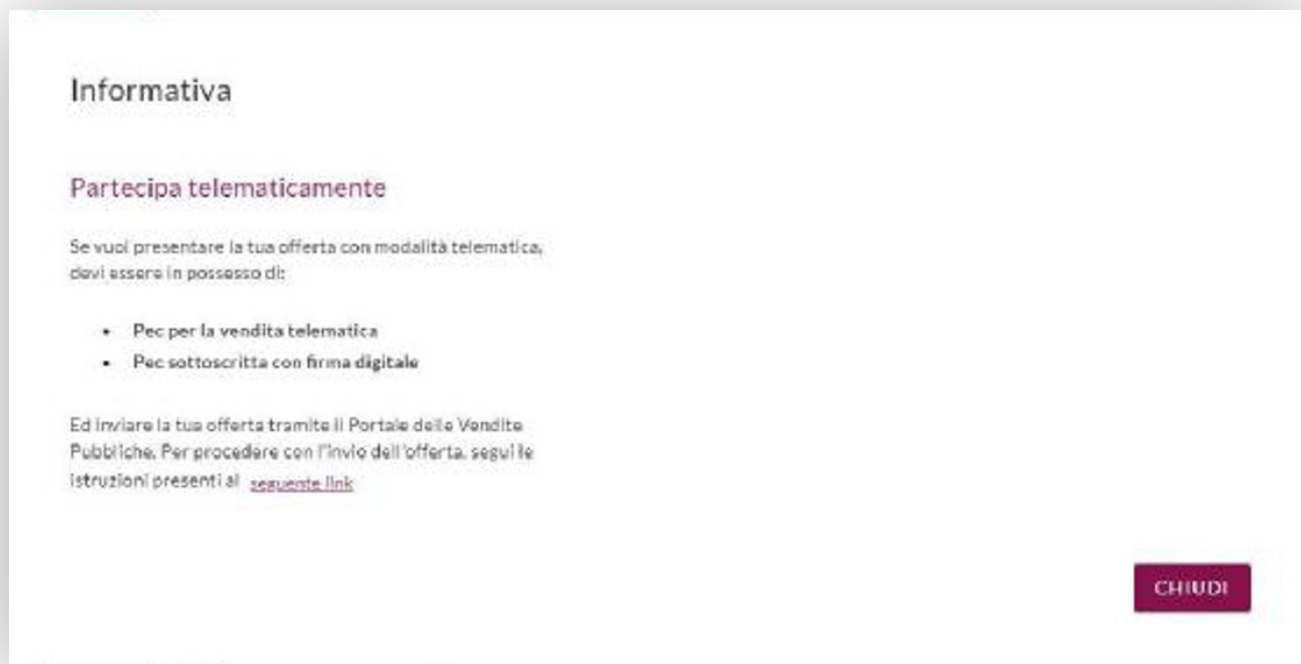 Informativa
Partecipa telematicamente
Se vuoi presentare la tua offerta con modalità telematica,
devi essere in possesso di:
• Pec per la vendita telematica
• Pec sottoscritta con firma digitale
Ed inviare la tua offerta tramite il Portale delle Vendite
Pubbliche. Per procedere con l'invio dell'offerta, segui le
istruzioni presenti al seguente link
CHIUDI